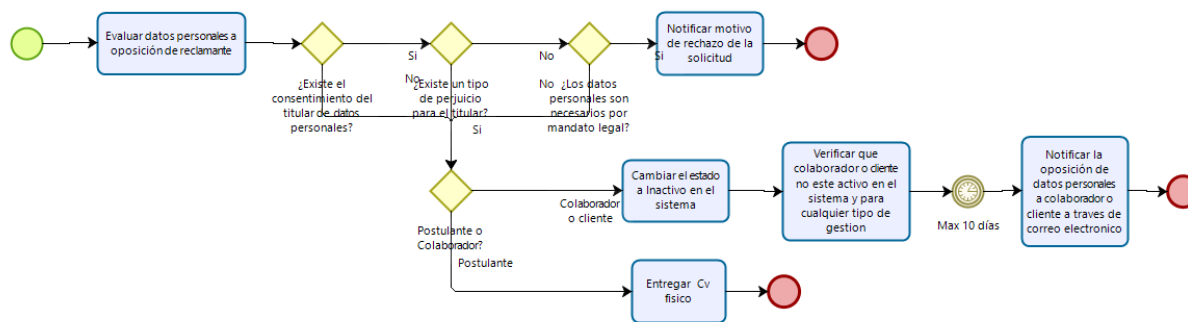 Evaluar datos personales a
oposición de reclamante
¿Existe el
consentimiento del
titular de datos
personales?
Si
No
¿Existe un tipo
de perjuicio
para el titular?
No
Si
¿Los datos
personales son
necesarios por
mandato legal?
No
Si
Notificar motivo
de rechazo de la
solicitud
Postulante o
Colaborador?
Colaborador
o cliente
Postulante
Cambiar el estado
a Inactivo en el
sistema
Verificar que
colaborador o cliente
no este activo en el
sistema y para
cualquier tipo de
gestion
Max 10 días
Notificar la
oposición de
datos personales
a colaborador o
cliente a traves de
correo electronico
Entregar Cv
fisico